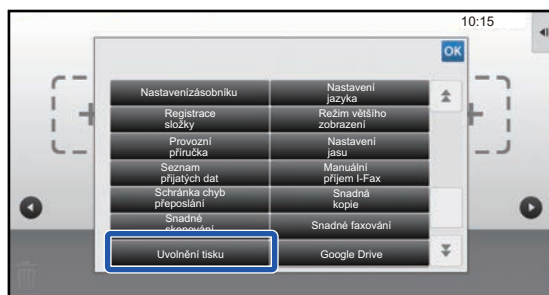 10:15
OK
Nastavenízásobníku
Nastavení
jazyka
Registrace
složky
Režim většího
zobrazení
Provozní
příručka
Nastavení
jasu
Seznam
přijatých dat
Manuální
příjem I-Fax
Schránka chyb
přeposlání
Snadná
kopie
Snadné
skenování
Snadné faxování
Uvolnění tisku
Google Drive